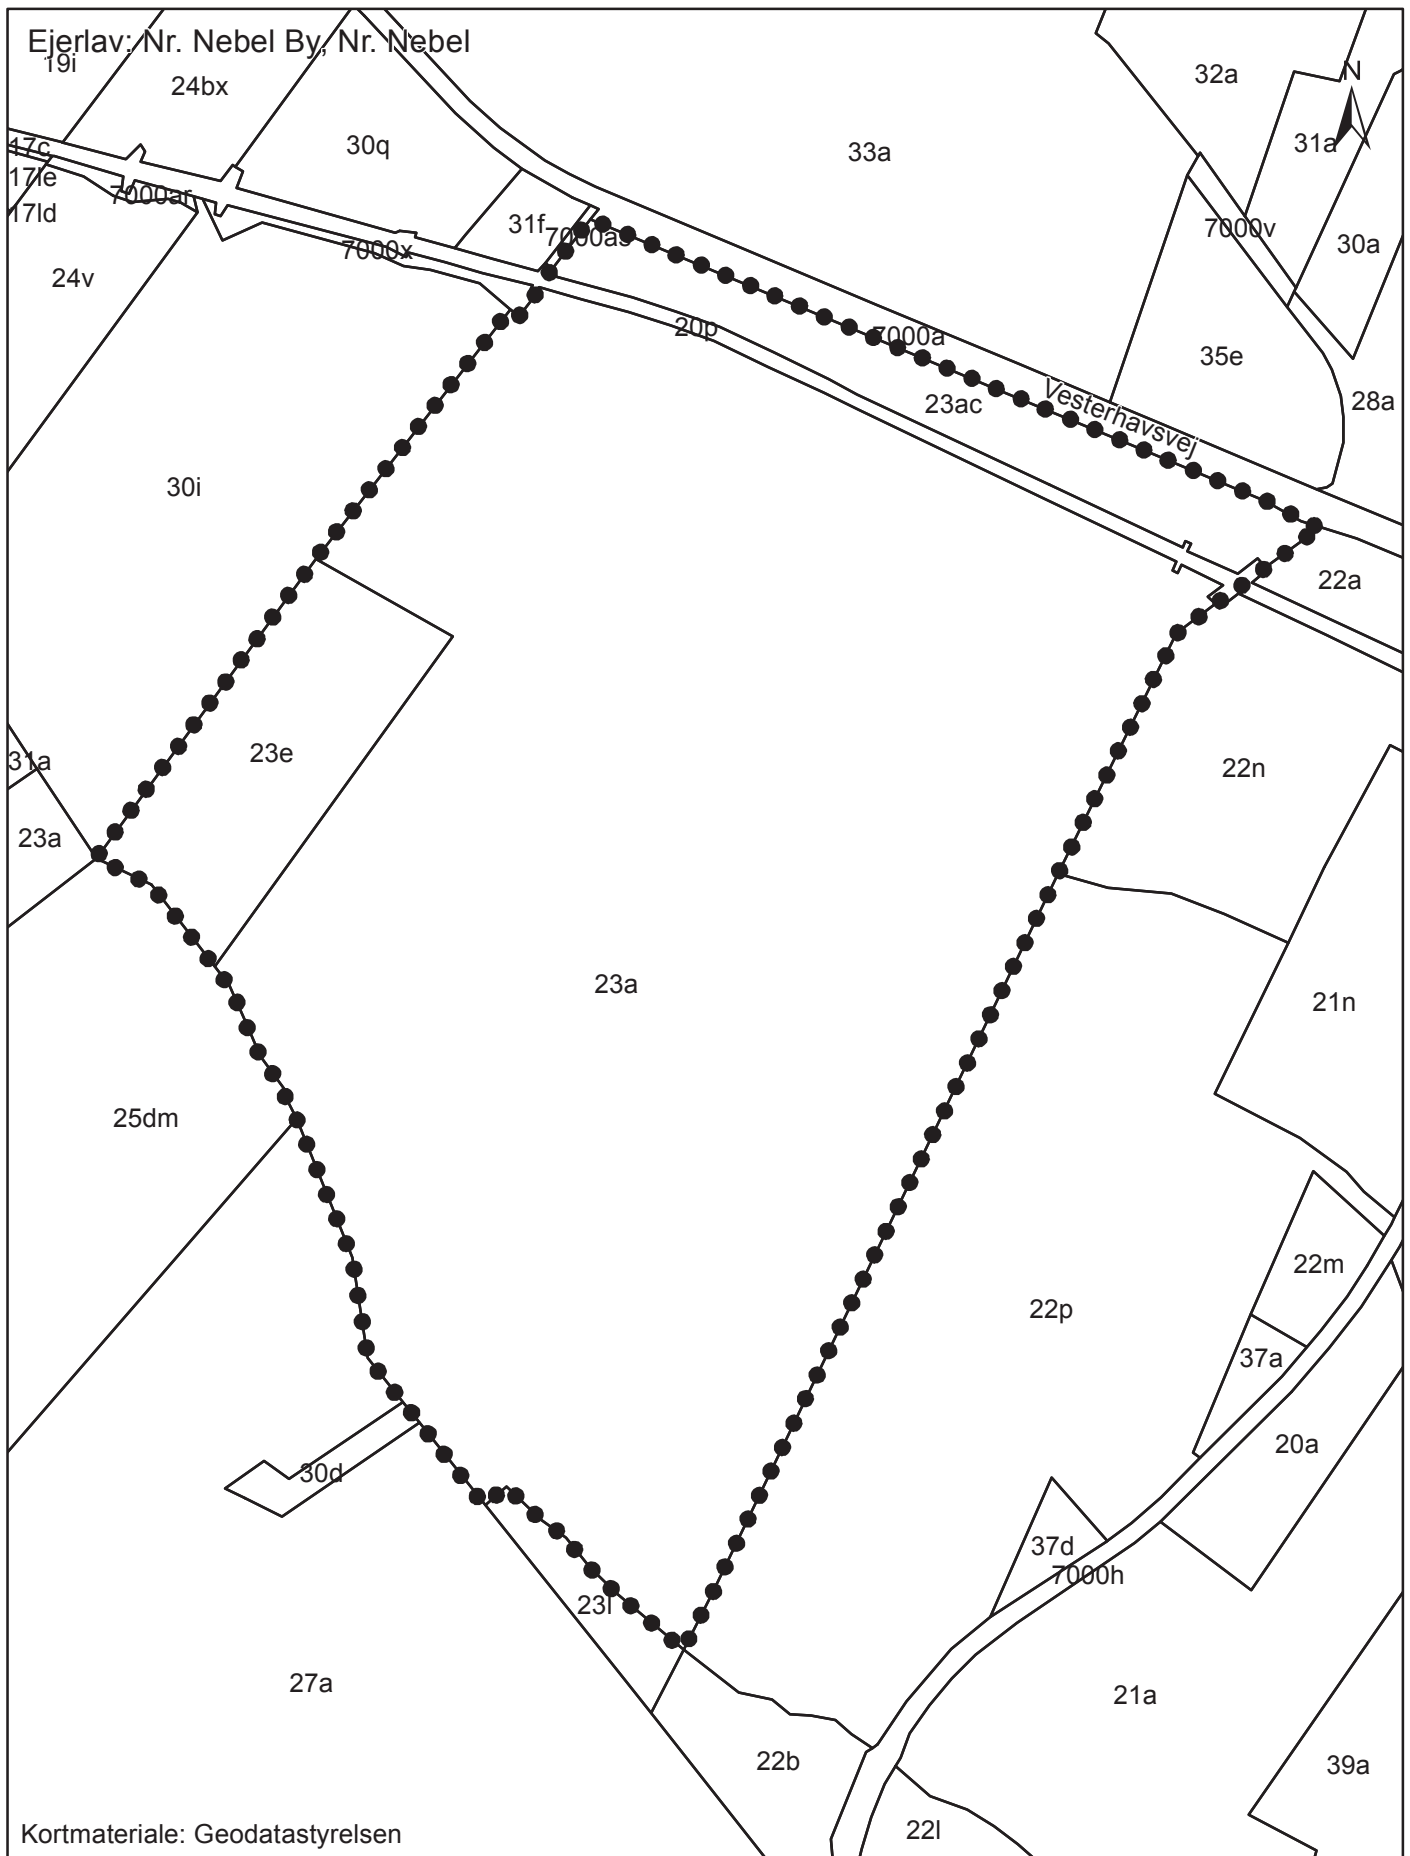 Ejerlav: Nr. Nebel By, Nr. Nebel
19i
24bx
32a
N
30q
33a
31a
17c
17le
7000ar
17ld
31f
7000as
7000v
30a
24v
7000x
20p
7000a
35e
23ac
Vesterhavsvej
28a
30i
22a
31a
23e
22n
23a
23a
21n
25dm
22m
22p
37a
20a
30d
37d
7000h
23l
27a
21a
22b
39a
22l
Kortmateriale: Geodatastyrelsen